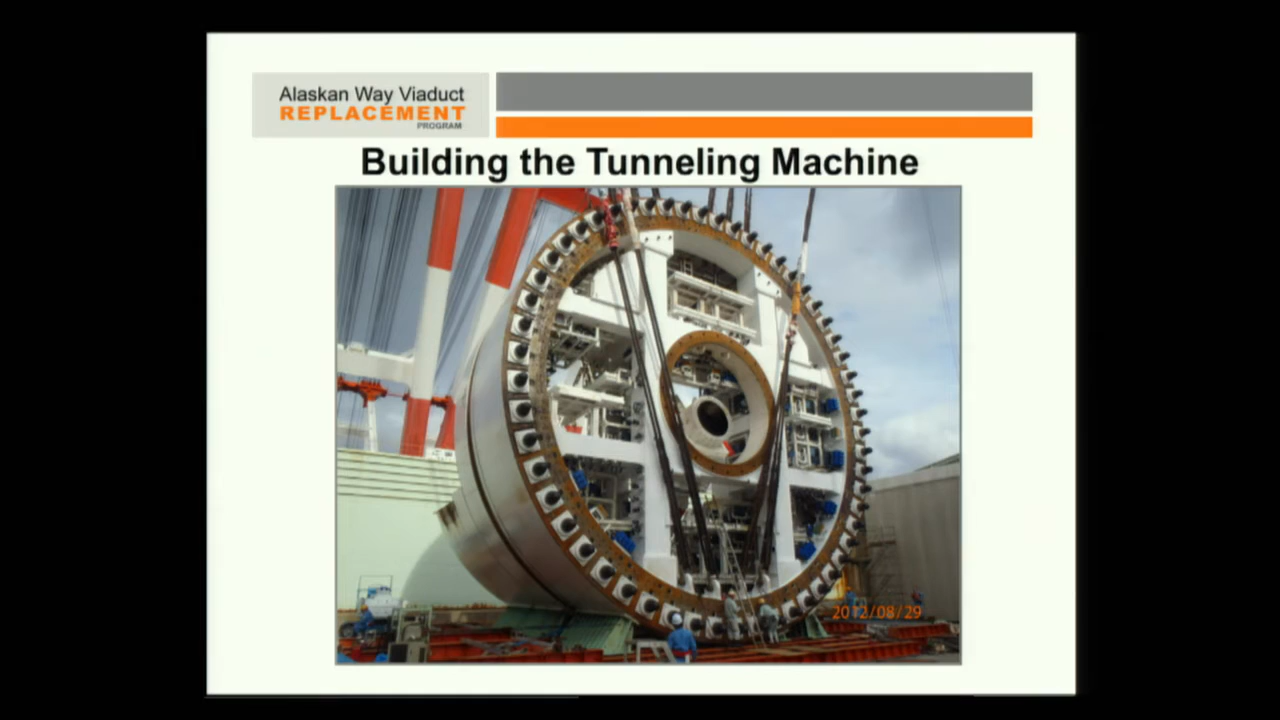 Alaskan Way Viaduct
REPLACEMENT
PROGRAM
Building the Tunneling Machine
2012/08/29